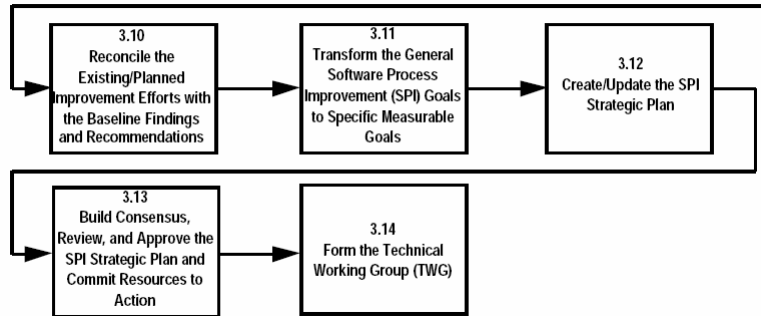 3.10
Reconcile the
Existing/Planned
Improvement Efforts with
the Baseline Findings
and Recommendations
3.11
Transform the General
Software Process
Improvement (SPI) Goals
to Specific Measurable
Goals
3.12
Create/Update the SPI
Strategic Plan
3.13
Build Consensus,
Review, and Approve the
SPI Strategic Plan and
Commit Resources to
Action
3.14
Form the Technical
Working Group (TWG)